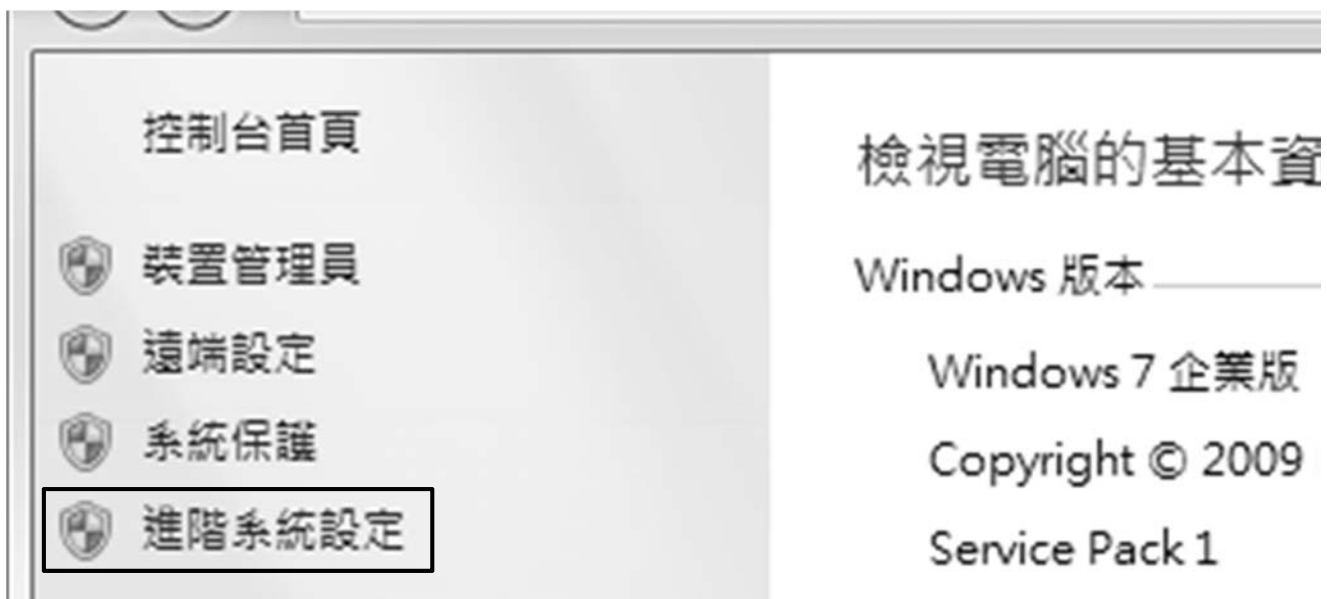 控制台首頁
裝置管理員
遠端設定
系統保護
進階系統設定
檢視電腦的基本資
Windows 版本
Windows 7 企業版
Copyright © 2009
Service Pack 1